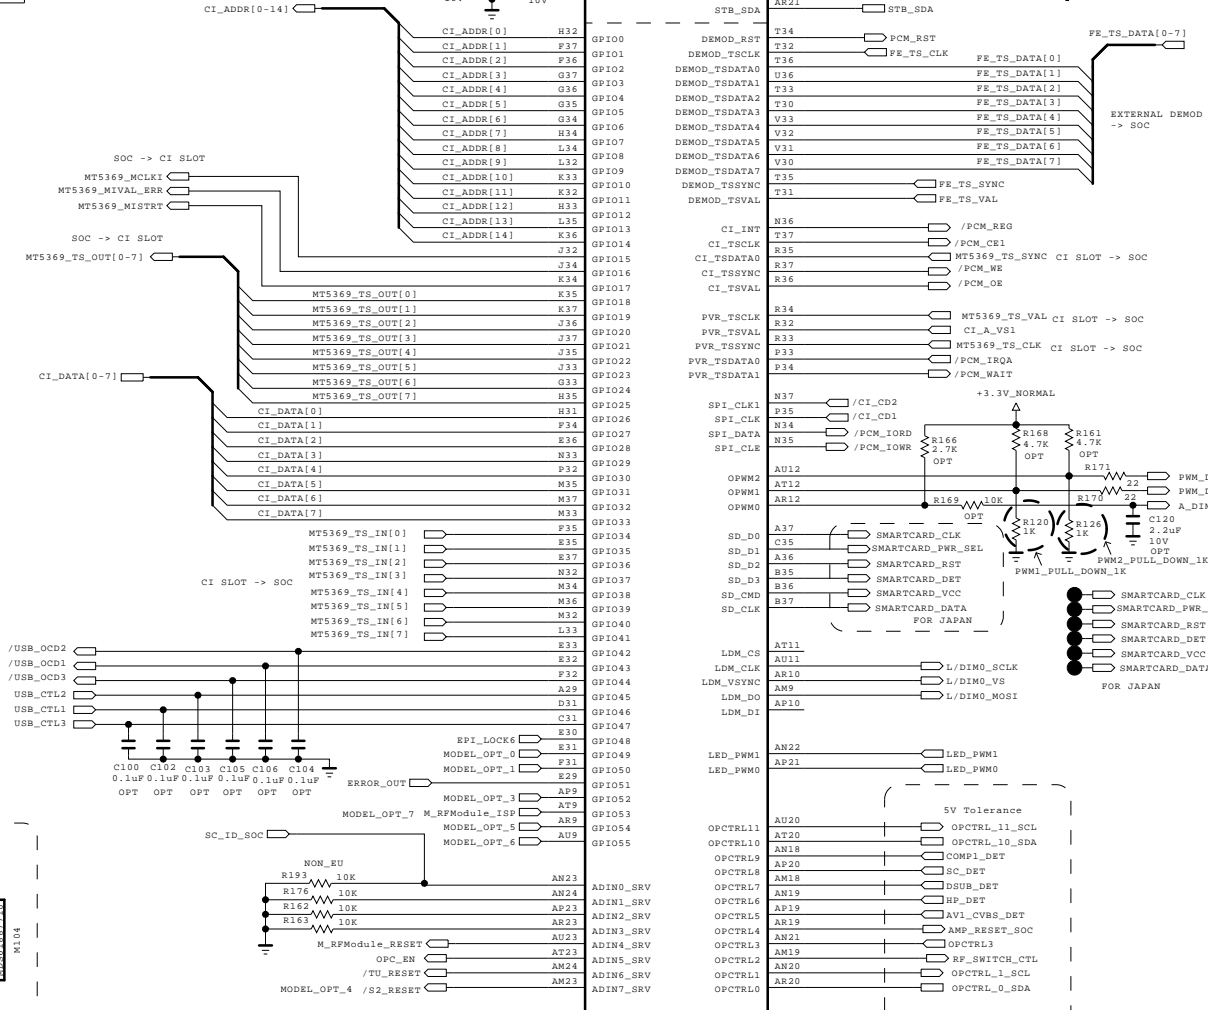 CI_ADDR[0-14]
10V
STB_SDA
AR21
STB_SDA
CI_ADDR[0] H32 GPIO0
CI_ADDR[1] F37 GPIO1
CI_ADDR[2] F36 GPIO2
CI_ADDR[3] G37 GPIO3
CI_ADDR[4] G36 GPIO4
CI_ADDR[5] G35 GPIO5
CI_ADDR[6] G34 GPIO6
CI_ADDR[7] H34 GPIO7
CI_ADDR[8] L34 GPIO8
CI_ADDR[9] L32 GPIO9
CI_ADDR[10] K33 GPIO10
CI_ADDR[11] K32 GPIO11
CI_ADDR[12] H33 GPIO12
CI_ADDR[13] L35 GPIO13
CI_ADDR[14] K36 GPIO14
SOC -> CI SLOT
MT5369_MCLKI
MT5369_MIVAL_ERR
MT5369_MISTRT
J32 GPIO15
J34 GPIO16
K34 GPIO17
SOC -> CI SLOT
MT5369_TS_OUT[0-7]
MT5369_TS_OUT[0] K35 GPIO18
MT5369_TS_OUT[1] K37 GPIO19
MT5369_TS_OUT[2] J36 GPIO20
MT5369_TS_OUT[3] J37 GPIO21
MT5369_TS_OUT[4] J35 GPIO22
MT5369_TS_OUT[5] J33 GPIO23
MT5369_TS_OUT[6] G33 GPIO24
MT5369_TS_OUT[7] H35 GPIO25
CI_DATA[0-7]
CI_DATA[0] H31 GPIO26
CI_DATA[1] F34 GPIO27
CI_DATA[2] E36 GPIO28
CI_DATA[3] N33 GPIO29
CI_DATA[4] P32 GPIO30
CI_DATA[5] M35 GPIO31
CI_DATA[6] M37 GPIO32
CI_DATA[7] M33 GPIO33
CI SLOT -> SOC
MT5369_TS_IN[0] F35 GPIO34
MT5369_TS_IN[1] E35 GPIO35
MT5369_TS_IN[2] E37 GPIO36
MT5369_TS_IN[3] N32 GPIO37
MT5369_TS_IN[4] M34 GPIO38
MT5369_TS_IN[5] M36 GPIO39
MT5369_TS_IN[6] M32 GPIO40
MT5369_TS_IN[7] L33 GPIO41
/USB_OCD2 E33 GPIO42
/USB_OCD1 E32 GPIO43
/USB_OCD3 F32 GPIO44
USB_CTL2 A29 GPIO45
USB_CTL1 D31 GPIO46
USB_CTL3 C31 GPIO47
C100 C102 C103 C105 C106 C104
0.1uF 0.1uF 0.1uF 0.1uF 0.1uF 0.1uF
OPT OPT OPT OPT OPT OPT
EPI_LOCK6 E30 GPIO48
MODEL_OPT_0 E31 GPIO49
MODEL_OPT_1 F31 GPIO50
ERROR_OUT E29 GPIO51
MODEL_OPT_3 AP9 GPIO52
MODEL_OPT_7 M_RFModule_ISP AT9 GPIO53
MODEL_OPT_5 AR9 GPIO54
MODEL_OPT_6 AU9 GPIO55
SC_ID_SOC
NON_EU
R193 10K AN23 ADIN0_SRV
R176 10K AN24 ADIN1_SRV
R162 10K AP23 ADIN2_SRV
R163 10K AR23 ADIN3_SRV
M_RFModule_RESET AU23 ADIN4_SRV
OPC_EN AT23 ADIN5_SRV
/TU_RESET AM24 ADIN6_SRV
MODEL_OPT_4 /S2_RESET AM23 ADIN7_SRV
M104
DEMOD_RST T34 PCM_RST
DEMOD_TSCLK T32 FE_TS_CLK
FE_TS_DATA[0-7]
DEMOD_TSDATA0 T36 FE_TS_DATA[0]
DEMOD_TSDATA1 U36 FE_TS_DATA[1]
DEMOD_TSDATA2 T33 FE_TS_DATA[2]
DEMOD_TSDATA3 T30 FE_TS_DATA[3]
DEMOD_TSDATA4 V33 FE_TS_DATA[4]
DEMOD_TSDATA5 V32 FE_TS_DATA[5]
DEMOD_TSDATA6 V31 FE_TS_DATA[6]
DEMOD_TSDATA7 V30 FE_TS_DATA[7]
EXTERNAL DEMOD
-> SOC
DEMOD_TSSYNC T35 FE_TS_SYNC
DEMOD_TSVAL T31 FE_TS_VAL
CI_INT N36 /PCM_REG
CI_TSCLK T37 /PCM_CE1
CI_TSDATA0 R35 MT5369_TS_SYNC CI SLOT -> SOC
CI_TSSYNC R37 /PCM_WE
CI_TSVAL R36 /PCM_OE
PVR_TSCLK R34 MT5369_TS_VAL CI SLOT -> SOC
PVR_TSVAL R32 CI_A_VS1
PVR_TSSYNC R33 MT5369_TS_CLK CI SLOT -> SOC
PVR_TSDATA0 P33 /PCM_IRQA
PVR_TSDATA1 P34 /PCM_WAIT
SPI_CLK1 N37 /CI_CD2
SPI_CLK P35 /CI_CD1
SPI_DATA N34 /PCM_IORD
SPI_CLE N35 /PCM_IOWR
+3.3V_NORMAL
R166 R168 R161
2.7K 4.7K 4.7K
OPT OPT OPT
OPWM2 AU12 R171 22
OPWM1 AT12 R170 22
OPWM0 AR12 R169 10K OPT
R120 1K
R126 1K
C120
2.2uF
10V
OPT
PWM2_PULL_DOWN_1K
PWM1_PULL_DOWN_1K
SD_D0 A37 SMARTCARD_CLK
SD_D1 C35 SMARTCARD_PWR_SEL
SD_D2 A36 SMARTCARD_RST
SD_D3 B35 SMARTCARD_DET
SD_CMD B36 SMARTCARD_VCC
SD_CLK B37 SMARTCARD_DATA
FOR JAPAN
SMARTCARD_CLK
SMARTCARD_PWR_
SMARTCARD_RST
SMARTCARD_DET
SMARTCARD_VCC
SMARTCARD_DATA
FOR JAPAN
LDM_CS AT11
LDM_CLK AU11 L/DIM0_SCLK
LDM_VSYNC AR10 L/DIM0_VS
LDM_DO AM9 L/DIM0_MOSI
LDM_DI AP10
LED_PWM1 AN22 LED_PWM1
LED_PWM0 AP21 LED_PWM0
5V Tolerance
OPCTRL11 AU20 OPCTRL_11_SCL
OPCTRL10 AT20 OPCTRL_10_SDA
OPCTRL9 AN18 COMP1_DET
OPCTRL8 AP20 SC_DET
OPCTRL7 AM18 DSUB_DET
OPCTRL6 AN19 HP_DET
OPCTRL5 AP19 AV1_CVBS_DET
OPCTRL4 AR19 AMP_RESET_SOC
OPCTRL3 AN21 OPCTRL3
OPCTRL2 AM19 RF_SWITCH_CTL
OPCTRL1 AN20 OPCTRL_1_SCL
OPCTRL0 AR20 OPCTRL_0_SDA